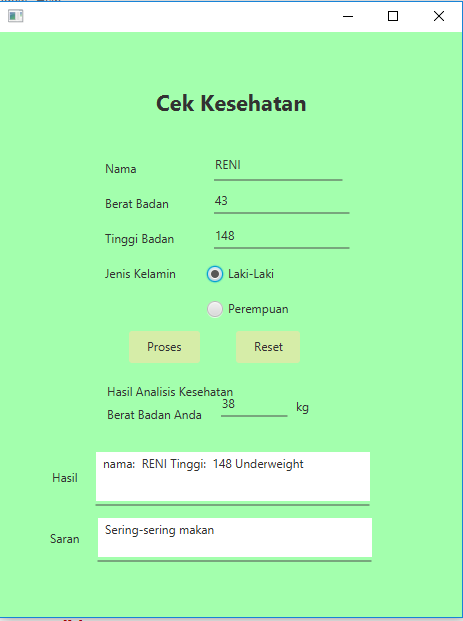 Cek Kesehatan
Nama RENI
Berat Badan 43
Tinggi Badan 148
Jenis Kelamin Laki-Laki
Perempuan
Proses Reset
Hasil Analisis Kesehatan
Berat Badan Anda 38 kg
Hasil nama: RENI Tinggi: 148 Underweight
Saran Sering-sering makan